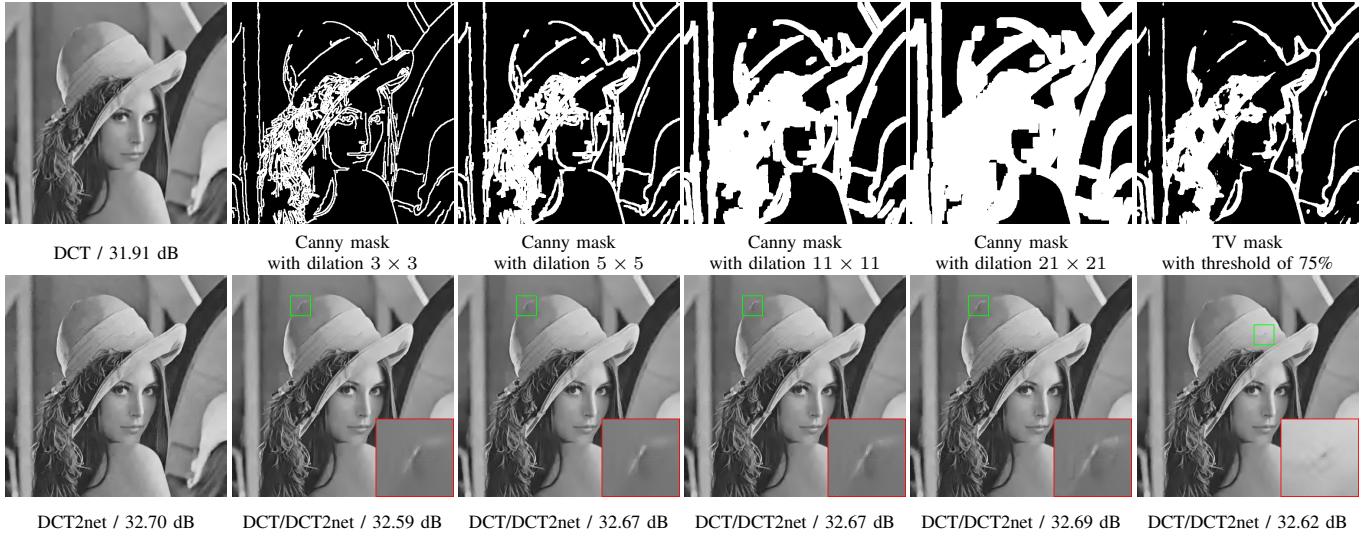 DCT / 31.91 dB
Canny mask
with dilation 3 × 3
Canny mask
with dilation 5 × 5
Canny mask
with dilation 11 × 11
Canny mask
with dilation 21 × 21
TV mask
with threshold of 75%
DCT2net / 32.70 dB
DCT/DCT2net / 32.59 dB
DCT/DCT2net / 32.67 dB
DCT/DCT2net / 32.67 dB
DCT/DCT2net / 32.69 dB
DCT/DCT2net / 32.62 dB